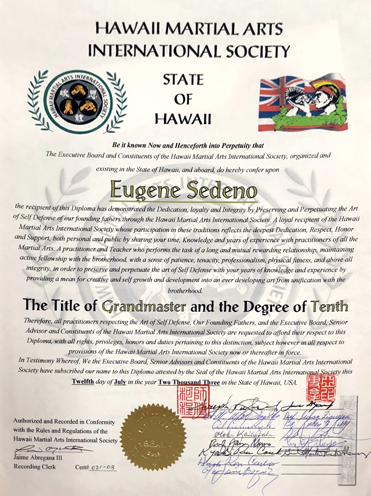 HAWAII MARTIAL ARTS
INTERNATIONAL SOCIETY
STATE
OF
HAWAII
HAWAII MARTIAL ARTS INTERNATIONAL SOCIETY
Be it known Now and Henceforth into Perpetuity that
The Executive Board and Constituents of the Hawaii Martial Arts International Society, organized and
existing in the State of Hawaii, and aboard, do hereby confer upon
Eugene Sedeno
the recipient of this Diploma has demonstrated the Dedication, loyalty and Integrity by Preserving and Perpetuating the Art
of Self Defense of our founding fathers through the Hawaii Martial Arts International Society. A loyal recipient of the Hawaii
Martial Arts International Society whose participation in these traditions reflects the deepest Dedication, Respect, Honor
and Support, both personal and public by sharing your time, Knowledge and years of experience with practitioners of all the
Martial Arts. A practitioner and Teacher who performs the task of a long and mutual rewarding relationship, maintaining
active fellowship with the brotherhood, with a sense of patience, tenacity, professionalism, physical fitness, and above all
integrity, in order to preserve and perpetuate the art of Self Defense with your years of knowledge and experience by
providing a mean for creative and self growth and development into an ever developing art from unification with the
brotherhood.
The Title of Grandmaster and the Degree of Tenth
Therefore, all practitioners respecting the Art of Self Defense, Our Founding Fathers, and the Executive Board, Senior
Advisor and Constituents of the Hawaii Martial Arts International Society are requested to afford their respect to this
Diploma, with all rights, privileges, honors and duties pertaining to this distinction, subject however in all respect to
provisions of the Hawaii Martial Arts International Society now or thereafter in force.
In Testimony Whereof, We the Executive Board, Senior Advisors and Constituents of the Hawaii Martial Arts International
Society have subscribed our name to this Diploma attested by the Seal of the Hawaii Martial Arts International Society this
Twelfth day of July in the year Two Thousand Three in the State of Hawaii, USA.
Authorized and Recorded in Conformity
with the Rules and Regulations of the
Hawaii Martial Arts International Society
Jaime Abregana III
Recording Clerk
Cert# 031-03